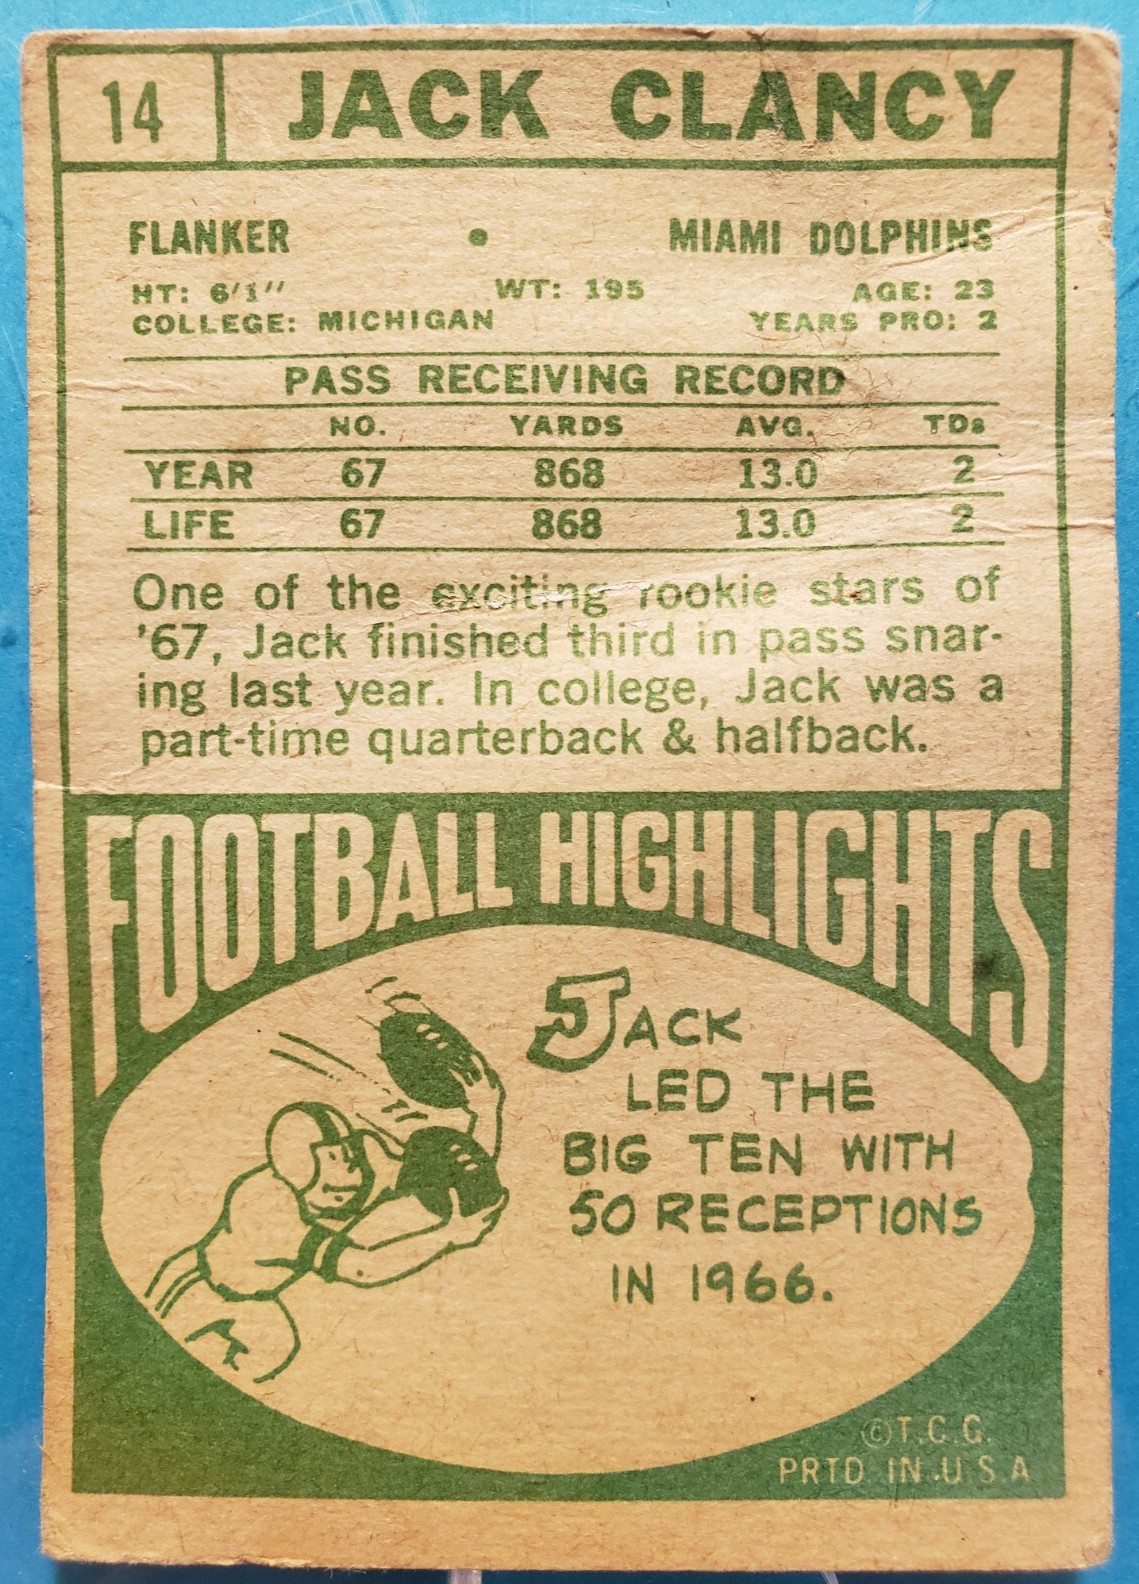 14 JACK CLANCY
FLANKER • MIAMI DOLPHINS
HT: 6'1" WT: 195 AGE: 23
COLLEGE: MICHIGAN YEARS PRO: 2
PASS RECEIVING RECORD
NO. YARDS AVG. TDs
YEAR 67 868 13.0 2
LIFE 67 868 13.0 2
One of the exciting rookie stars of
'67, Jack finished third in pass snar-
ing last year. In college, Jack was a
part-time quarterback & halfback.
FOOTBALL HIGHLIGHTS
JACK
LED THE
BIG TEN WITH
50 RECEPTIONS
IN 1966.
©T.C.G.
PRTD. IN U S A